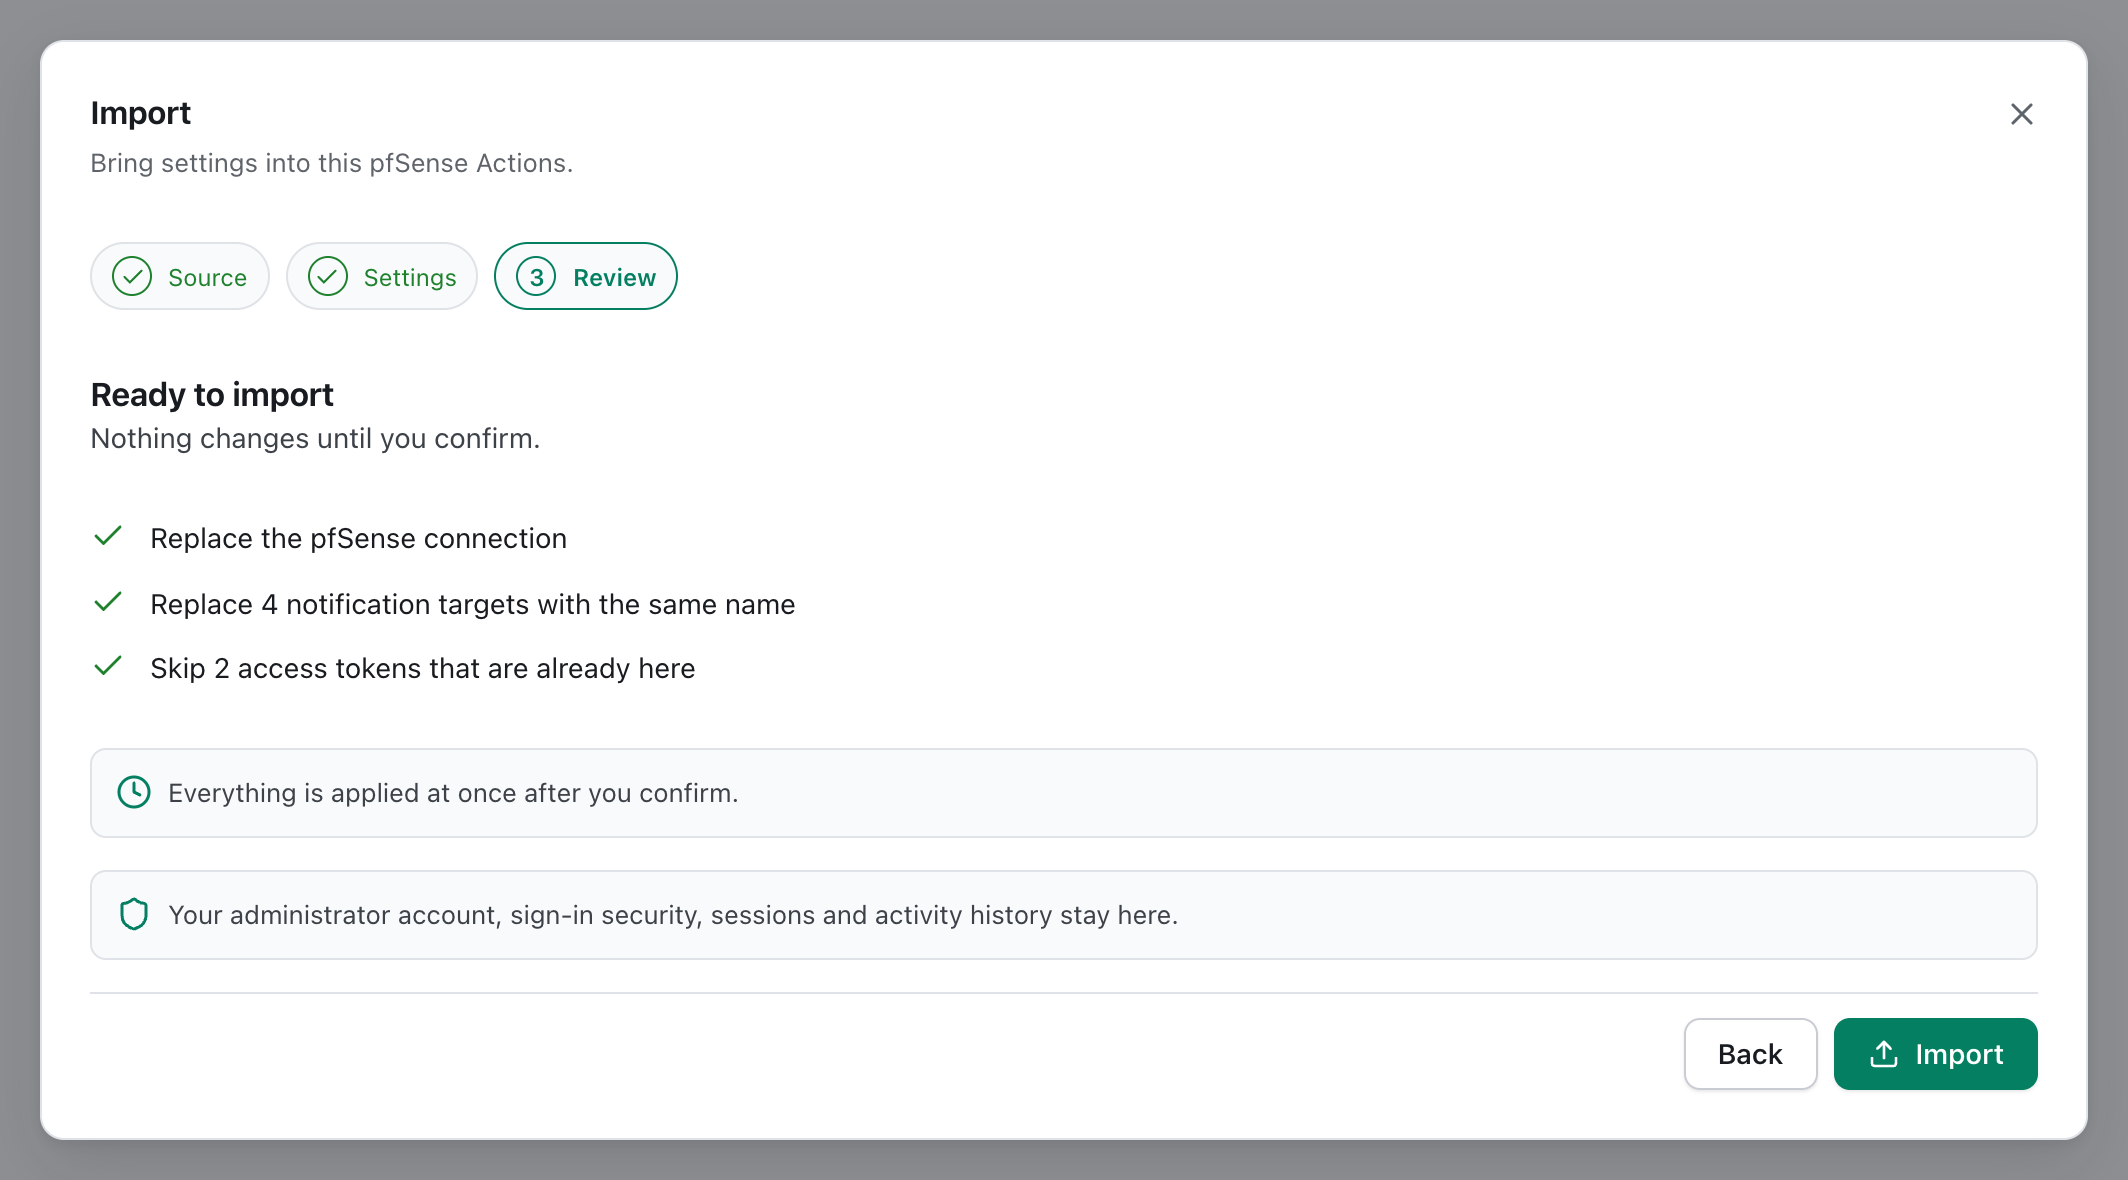 Import
Bring settings into this pfSense Actions.
Source
Settings
3 Review
Ready to import
Nothing changes until you confirm.
Replace the pfSense connection
Replace 4 notification targets with the same name
Skip 2 access tokens that are already here
Everything is applied at once after you confirm.
Your administrator account, sign-in security, sessions and activity history stay here.
Back
Import